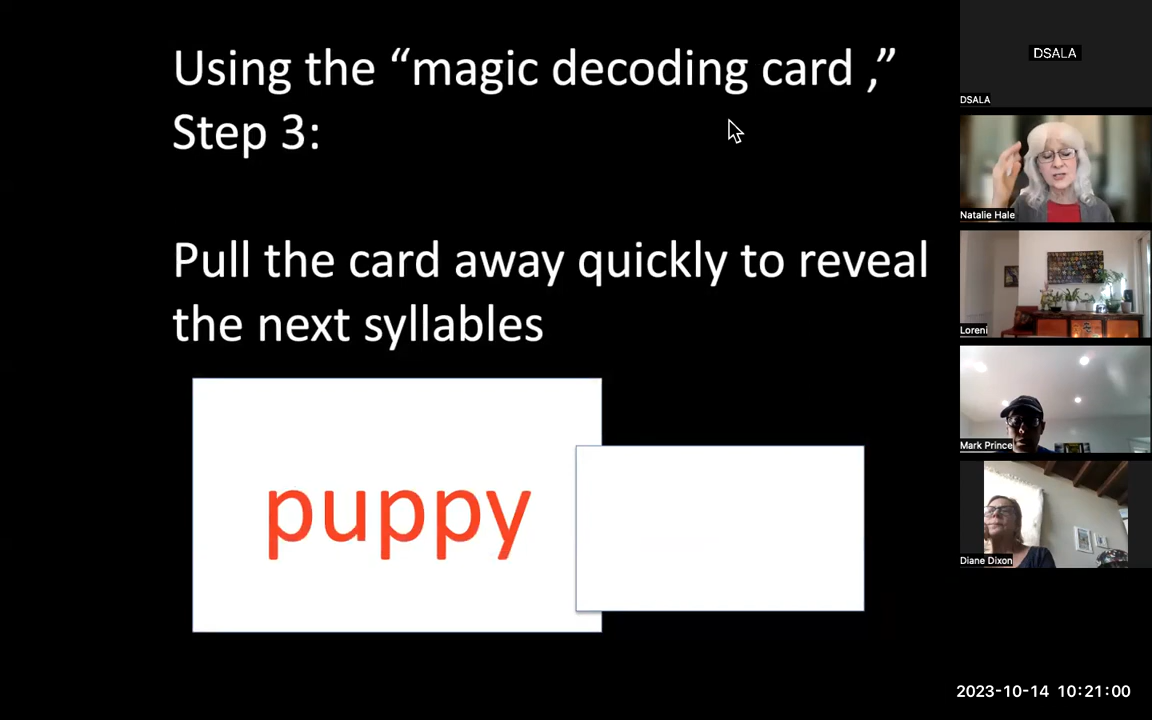 Using the “magic decoding card ,”
Step 3:
Pull the card away quickly to reveal
the next syllables
puppy
DSALA
DSALA
Natalie Hale
Loreni
Mark Prince
Diane Dixon
2023-10-14 10:21:00